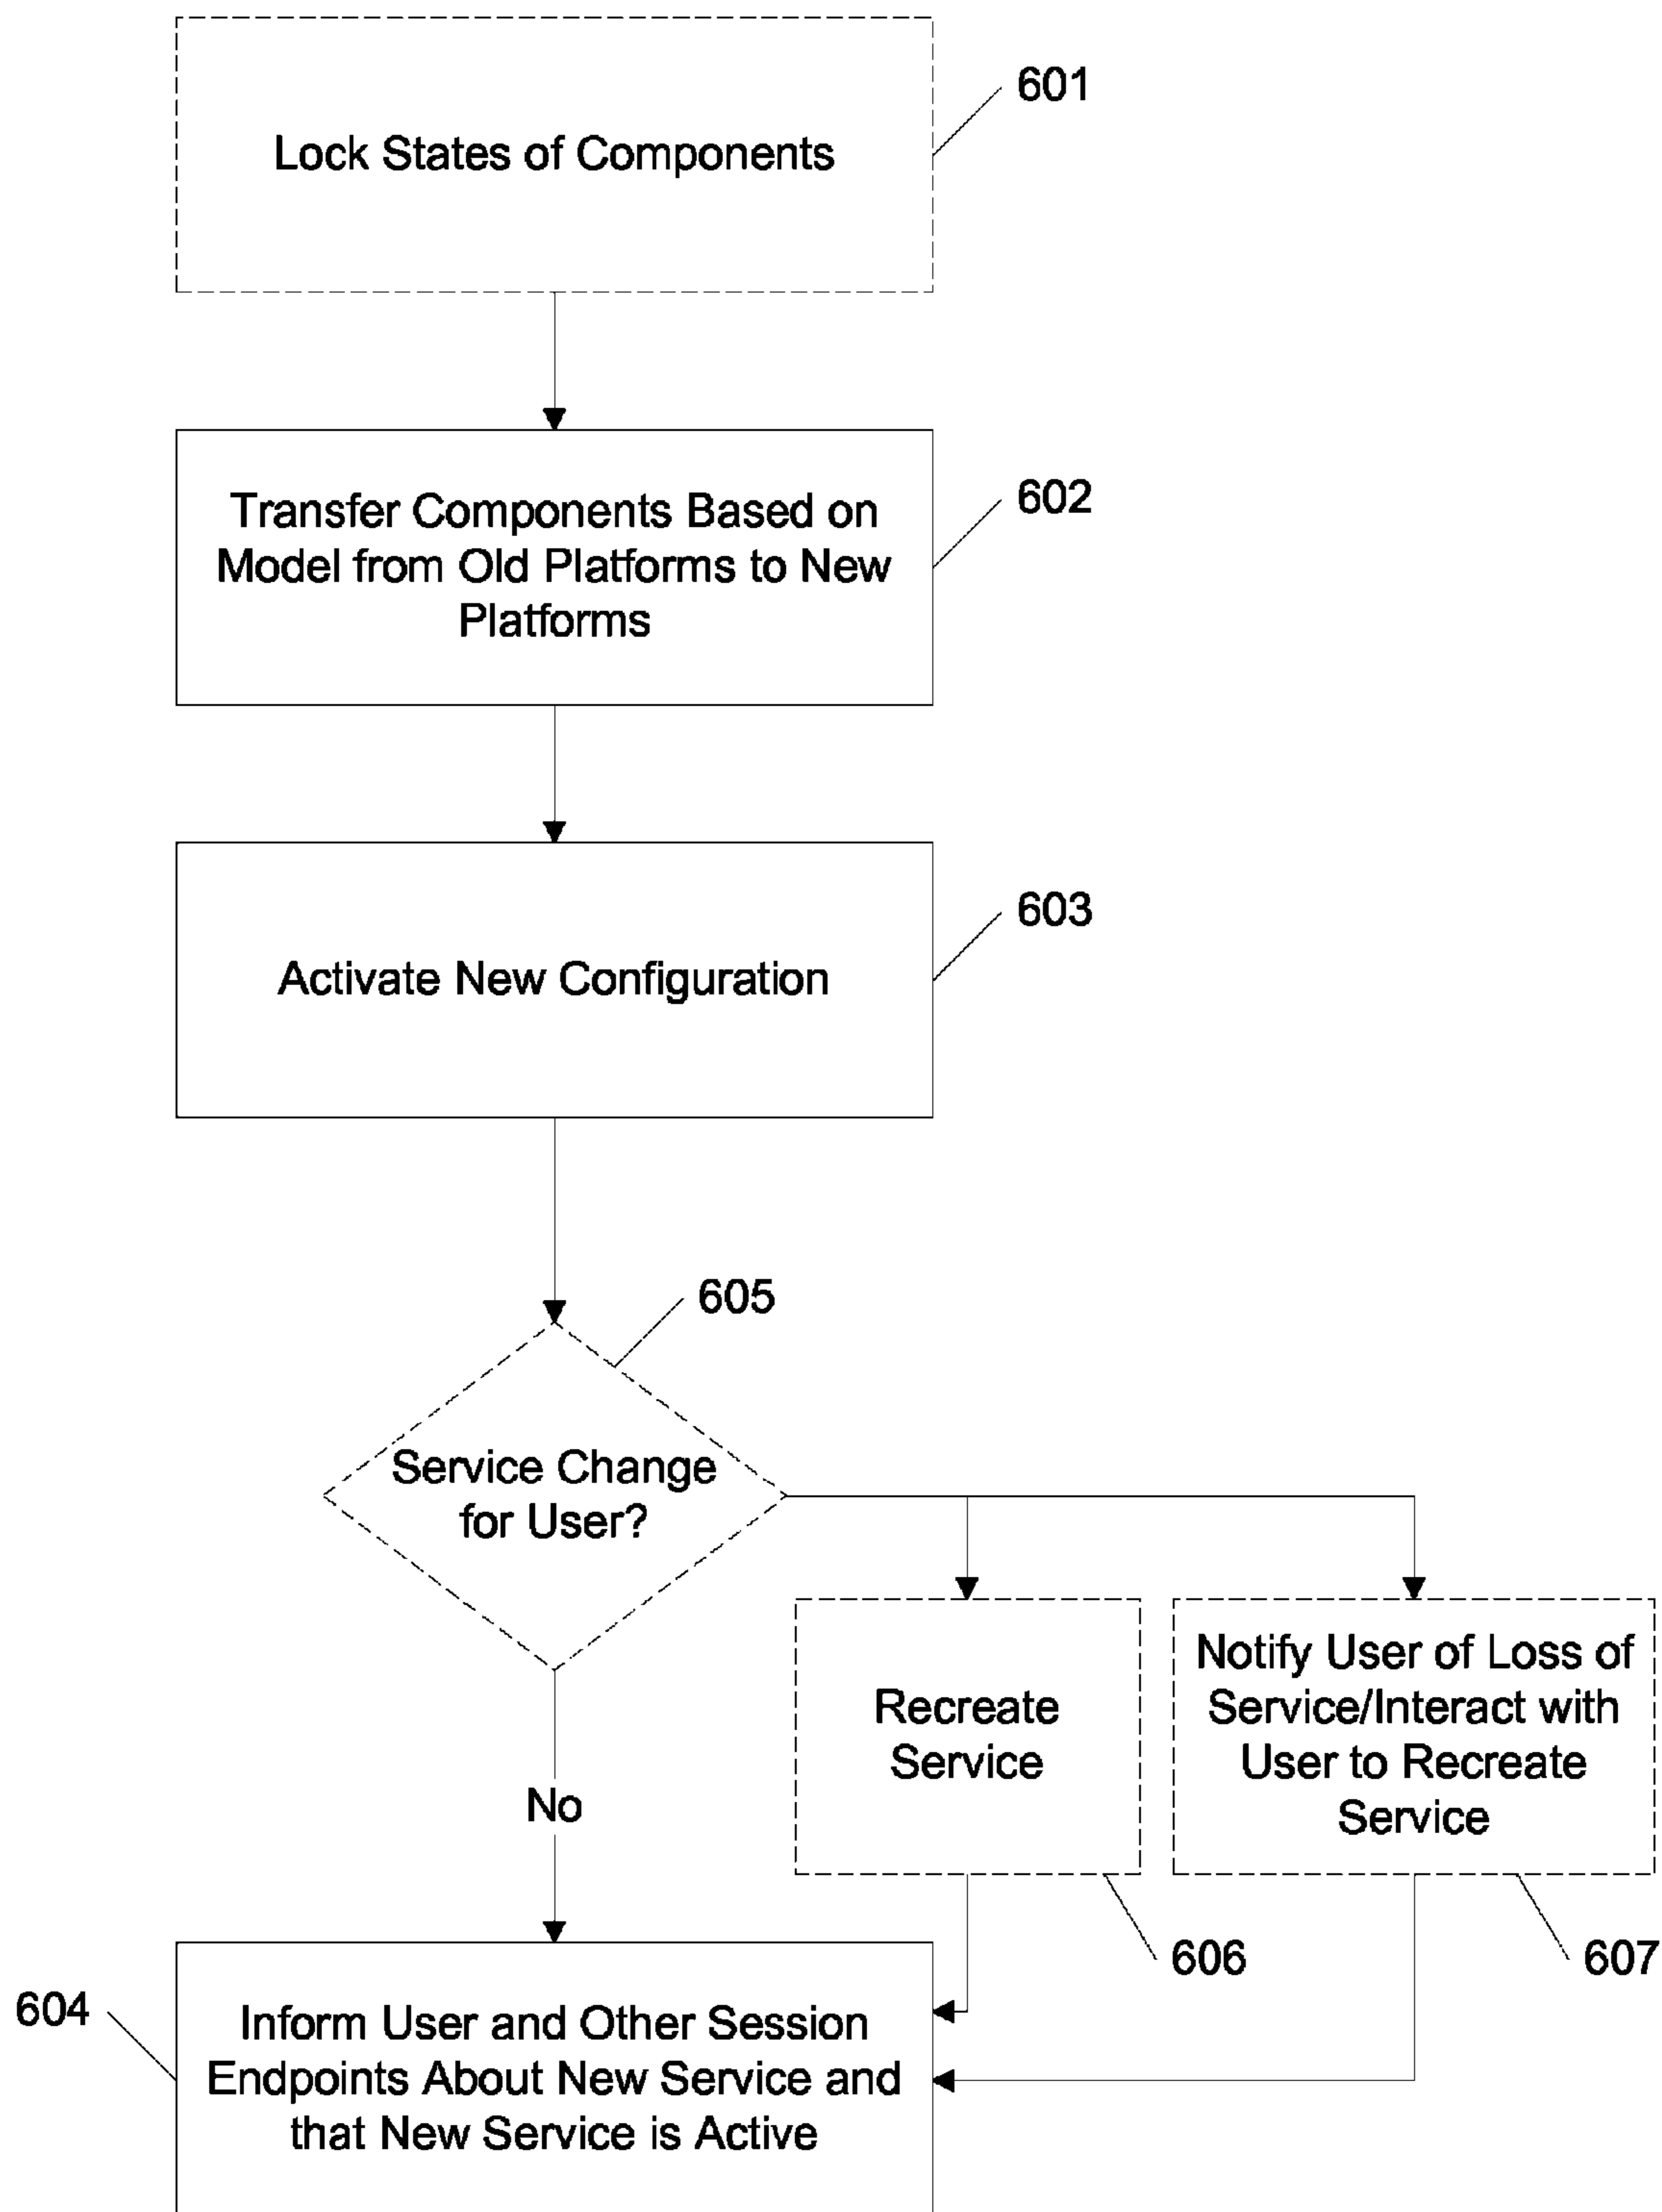 601
Lock States of Components
602
Transfer Components Based on
Model from Old Platforms to New
Platforms
603
Activate New Configuration
605
Service Change
for User?
Recreate
Service
Notify User of Loss of
Service/Interact with
User to Recreate
Service
No
606
607
604
Inform User and Other Session
Endpoints About New Service and
that New Service is Active